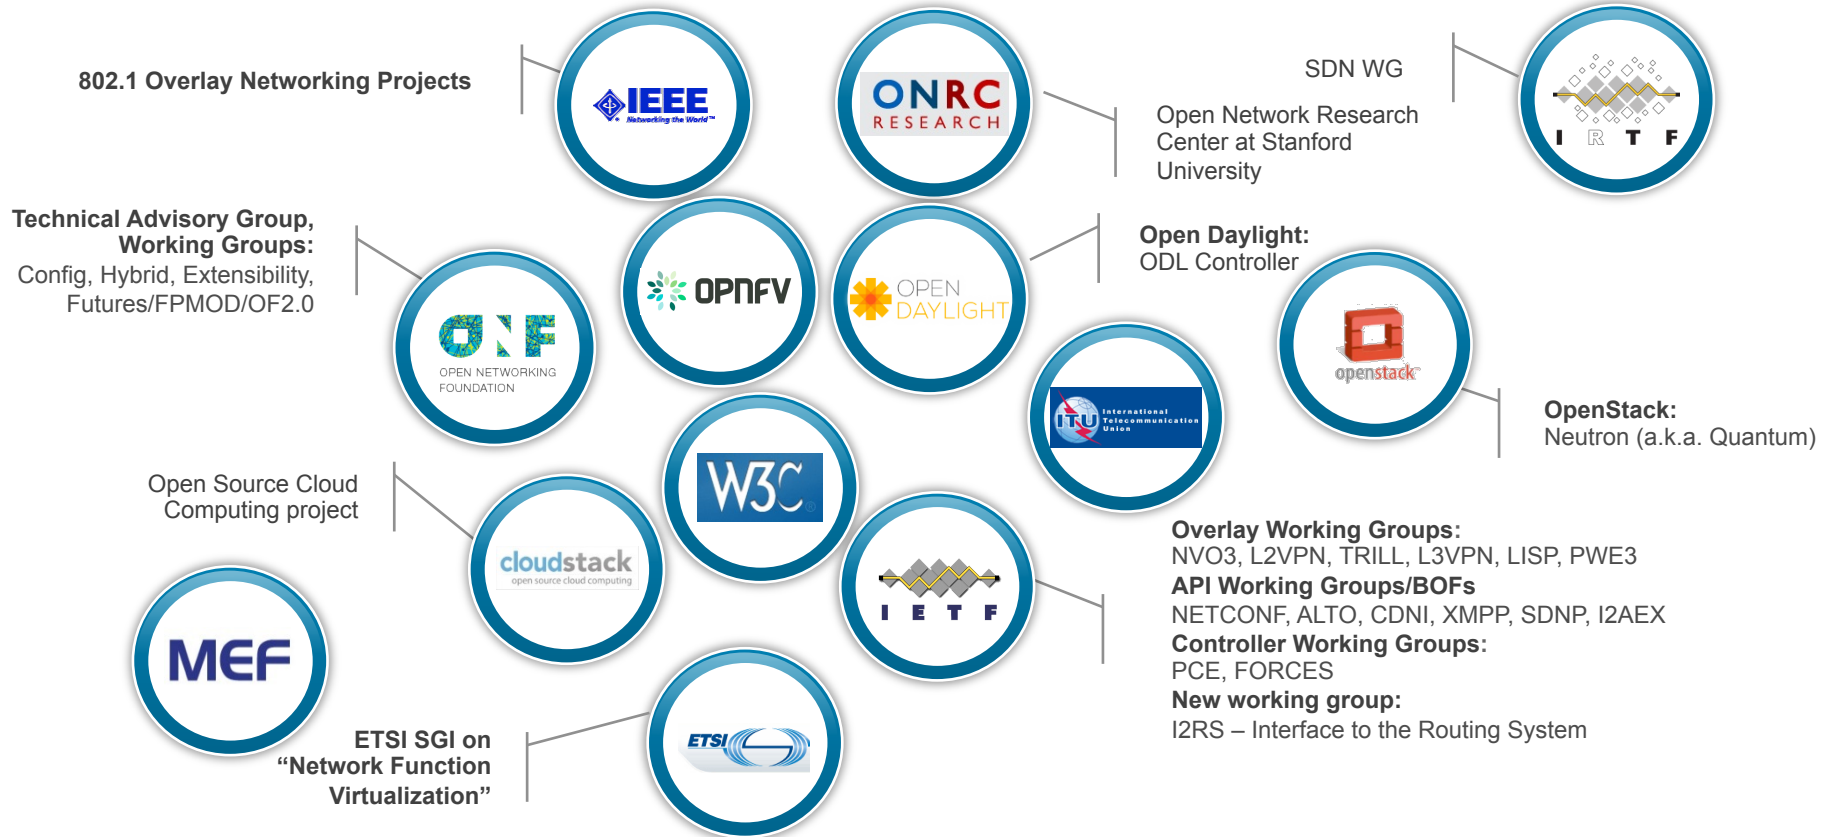 802.1 Overlay Networking Projects
IEEE
Networking the World™
ONRC
RESEARCH
Open Network Research
Center at Stanford
University
SDN WG
IRTF
Technical Advisory Group,
Working Groups:
Config, Hybrid, Extensibility,
Futures/FPMOD/OF2.0
ONF
OPEN NETWORKING
FOUNDATION
OPNFV
OPEN
DAYLIGHT
Open Daylight:
ODL Controller
openstack™
OpenStack:
Neutron (a.k.a. Quantum)
ITU
International
Telecommunication
Union
W3C®
Open Source Cloud
Computing project
cloudstack
open source cloud computing
IETF
Overlay Working Groups:
NVO3, L2VPN, TRILL, L3VPN, LISP, PWE3
API Working Groups/BOFs
NETCONF, ALTO, CDNI, XMPP, SDNP, I2AEX
Controller Working Groups:
PCE, FORCES
New working group:
I2RS – Interface to the Routing System
MEF
ETSI SGI on
“Network Function
Virtualization”
ETSI